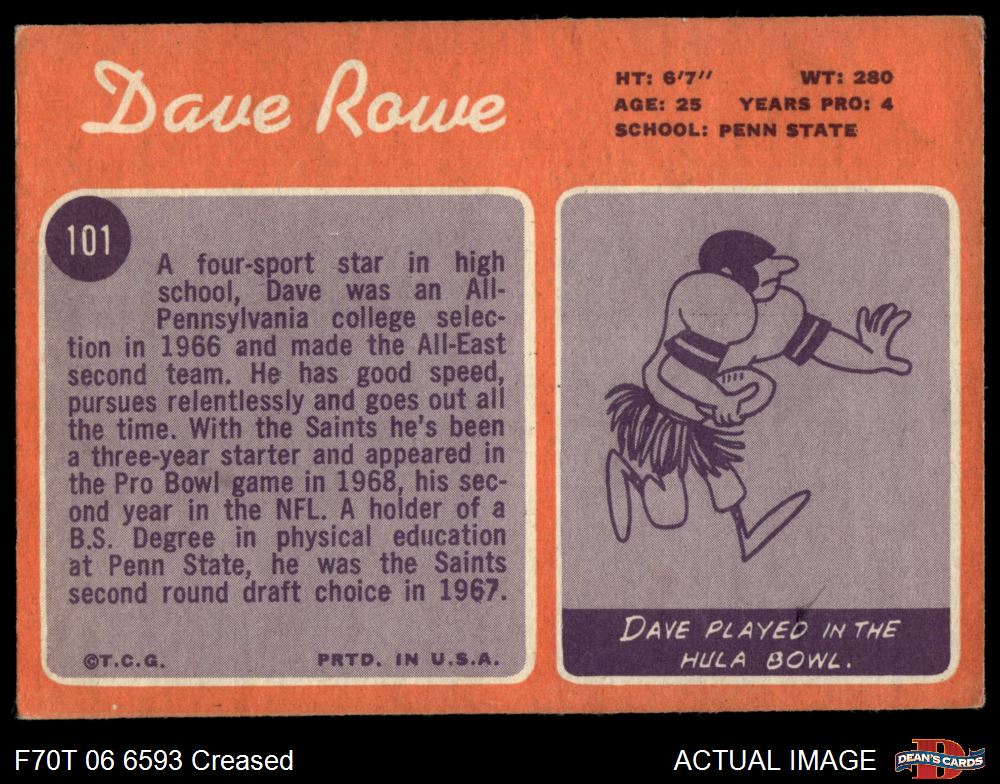 Dave Rowe
HT: 6'7" WT: 280
AGE: 25 YEARS PRO: 4
SCHOOL: PENN STATE
101
A four-sport star in high
school, Dave was an All-
Pennsylvania college selec-
tion in 1966 and made the All-East
second team. He has good speed,
pursues relentlessly and goes out all
the time. With the Saints he's been
a three-year starter and appeared in
the Pro Bowl game in 1968, his sec-
ond year in the NFL. A holder of a
B.S. Degree in physical education
at Penn State, he was the Saints
second round draft choice in 1967.
©T.C.G. PRTD. IN U.S.A.
DAVE PLAYED IN THE
HULA BOWL.
F70T 06 6593 Creased
ACTUAL IMAGE
D
DEAN'S CARDS